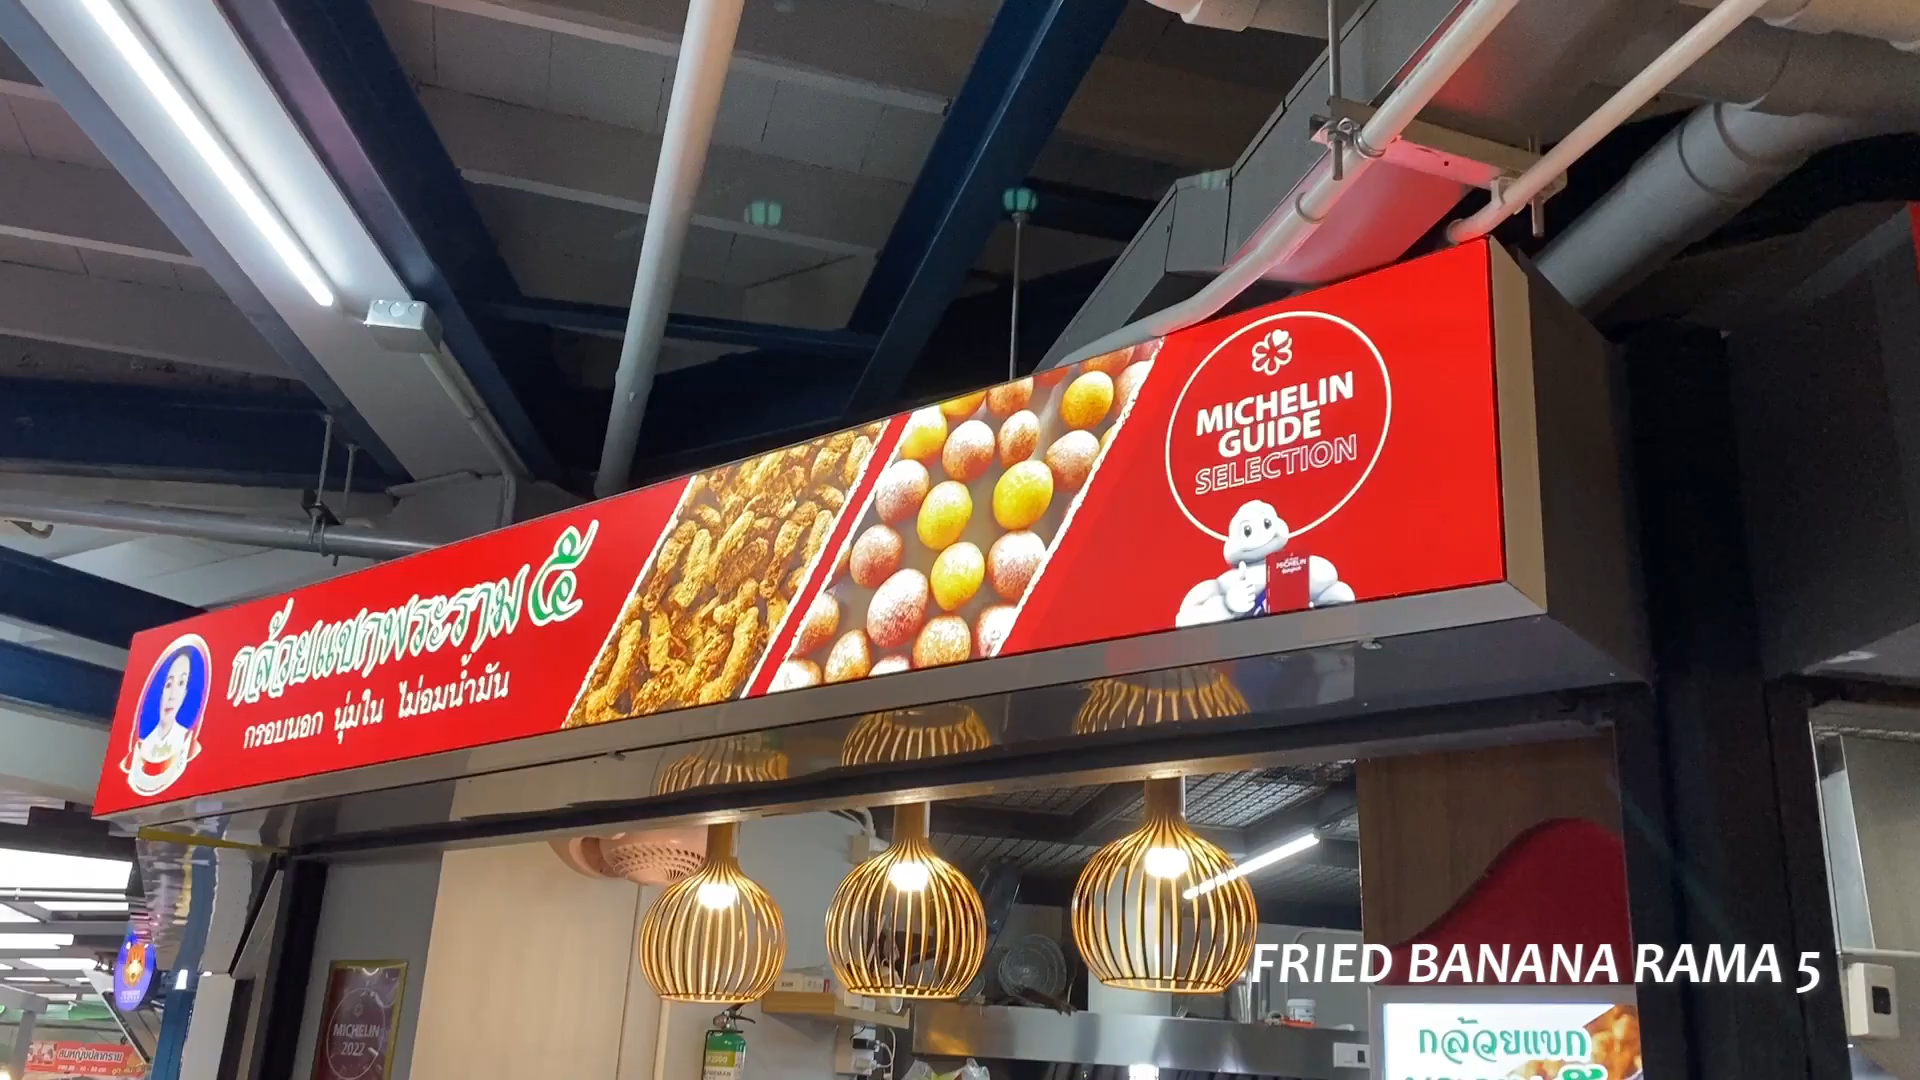 กล้วยแขกพระราม ๕
กรอบนอก นุ่มใน ไม่อมน้ำมัน
MICHELIN
GUIDE
SELECTION
MICHELIN
FRIED BANANA RAMA 5
MICHELIN
2022
กล้วยแขก